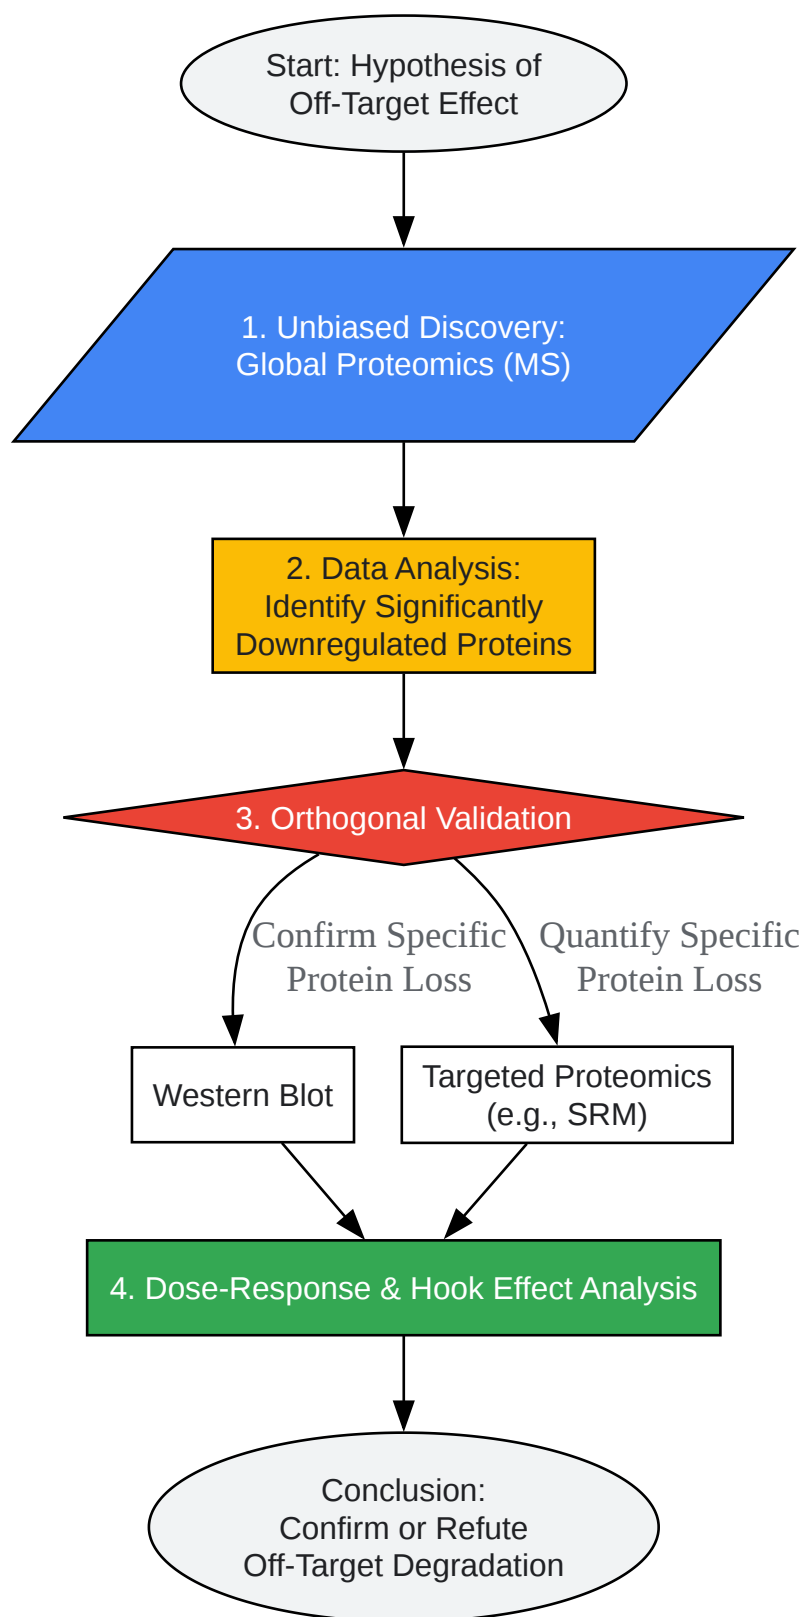 Start: Hypothesis of
Off-Target Effect
1. Unbiased Discovery:
Global Proteomics (MS)
2. Data Analysis:
Identify Significantly
Downregulated Proteins
3. Orthogonal Validation
Confirm Specific
Protein Loss
Quantify Specific
Protein Loss
Western Blot
Targeted Proteomics
(e.g., SRM)
4. Dose-Response & Hook Effect Analysis
Conclusion:
Confirm or Refute
Off-Target Degradation